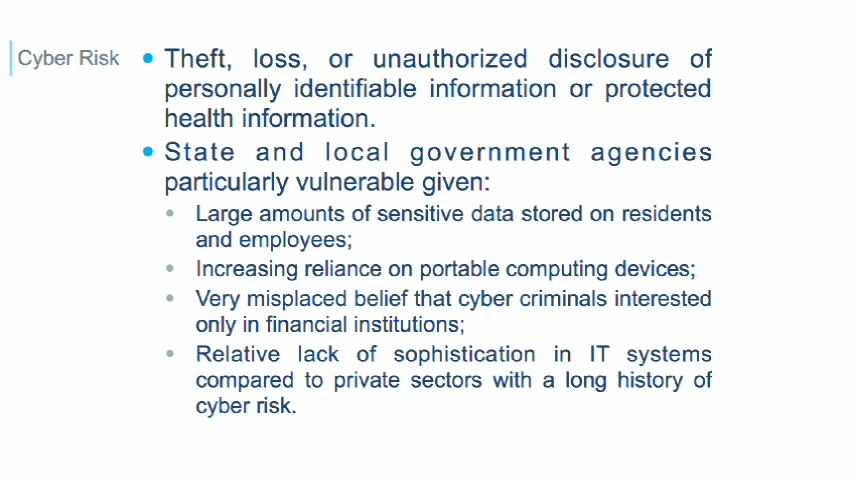 Cyber Risk
• Theft, loss, or unauthorized disclosure of
personally identifiable information or protected
health information.
• State and local government agencies
particularly vulnerable given:
• Large amounts of sensitive data stored on residents
and employees;
• Increasing reliance on portable computing devices;
• Very misplaced belief that cyber criminals interested
only in financial institutions;
• Relative lack of sophistication in IT systems
compared to private sectors with a long history of
cyber risk.